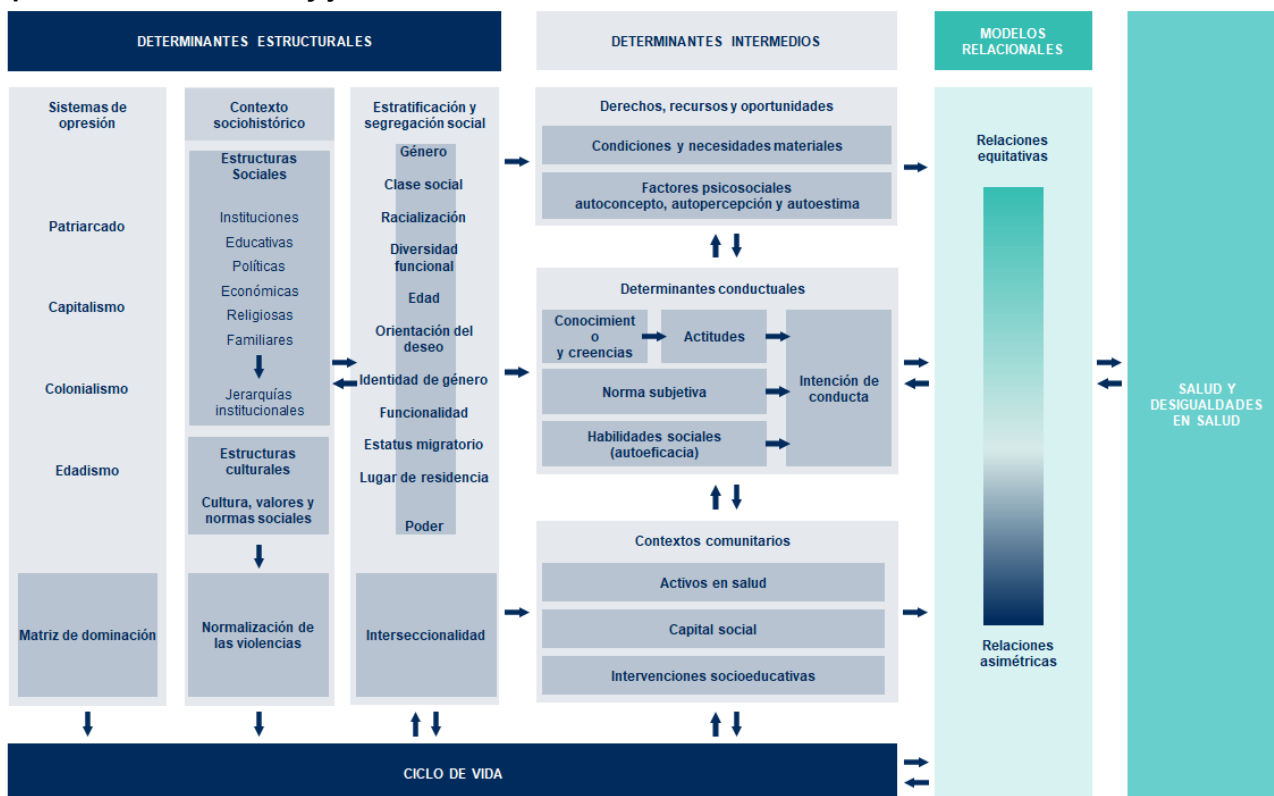 DETERMINANTES ESTRUCTURALES
DETERMINANTES INTERMEDIOS
MODELOS
RELACIONALES
Sistemas de
opresión
Patriarcado
Capitalismo
Colonialismo
Edadismo
Matriz de dominación
Contexto
sociohistórico
Estructuras
Sociales
Instituciones
Educativas
Políticas
Económicas
Religiosas
Familiares
Jerarquías
institucionales
Estructuras
culturales
Cultura, valores y
normas sociales
Normalización de
las violencias
Estratificación y
segregación social
Género
Clase social
Racialización
Diversidad
funcional
Edad
Orientación del
deseo
Identidad de género
Funcionalidad
Estatus migratorio
Lugar de residencia
Poder
Interseccionalidad
Derechos, recursos y oportunidades
Condiciones y necesidades materiales
Factores psicosociales
autoconcepto, autopercepción y autoestima
Determinantes conductuales
Conocimient
o
y creencias
Actitudes
Norma subjetiva
Habilidades sociales
(autoeficacia)
Intención de
conducta
Contextos comunitarios
Activos en salud
Capital social
Intervenciones socioeducativas
Relaciones
equitativas
Relaciones
asimétricas
SALUD Y
DESIGUALDADES
EN SALUD
CICLO DE VIDA